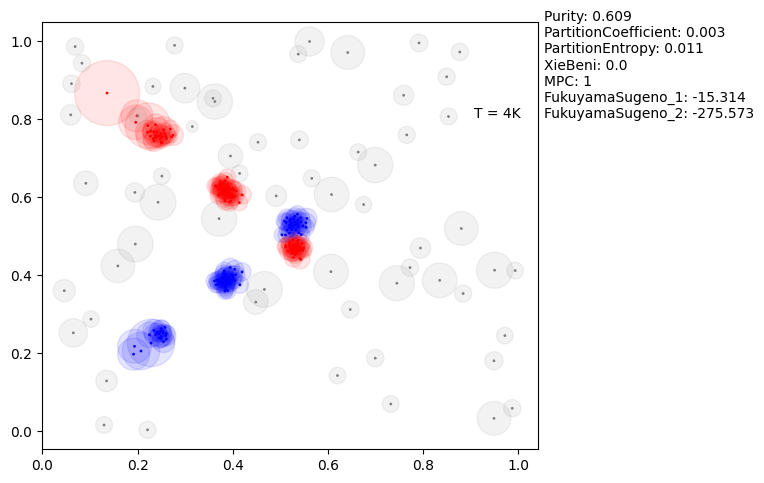 Purity: 0.609
PartitionCoefficient: 0.003
PartitionEntropy: 0.011
XieBeni: 0.0
MPC: 1
FukuyamaSugeno_1: -15.314
FukuyamaSugeno_2: -275.573
T = 4K
1.0
0.8
0.6
0.4
0.2
0.0
0.0 0.2 0.4 0.6 0.8 1.0